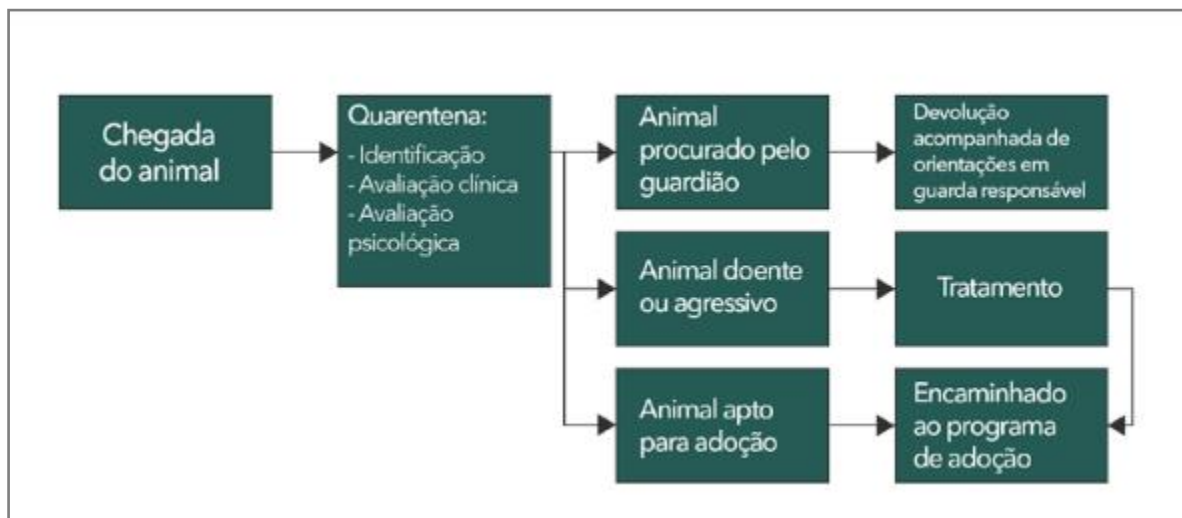 Chegada
do animal
Quarentena:
- Identificação
- Avaliação clínica
- Avaliação
psicológica
Animal
procurado pelo
guardião
Devolução
acompanhada de
orientações em
guarda responsável
Animal doente
ou agressivo
Tratamento
Animal apto
para adoção
Encaminhado
ao programa
de adoção